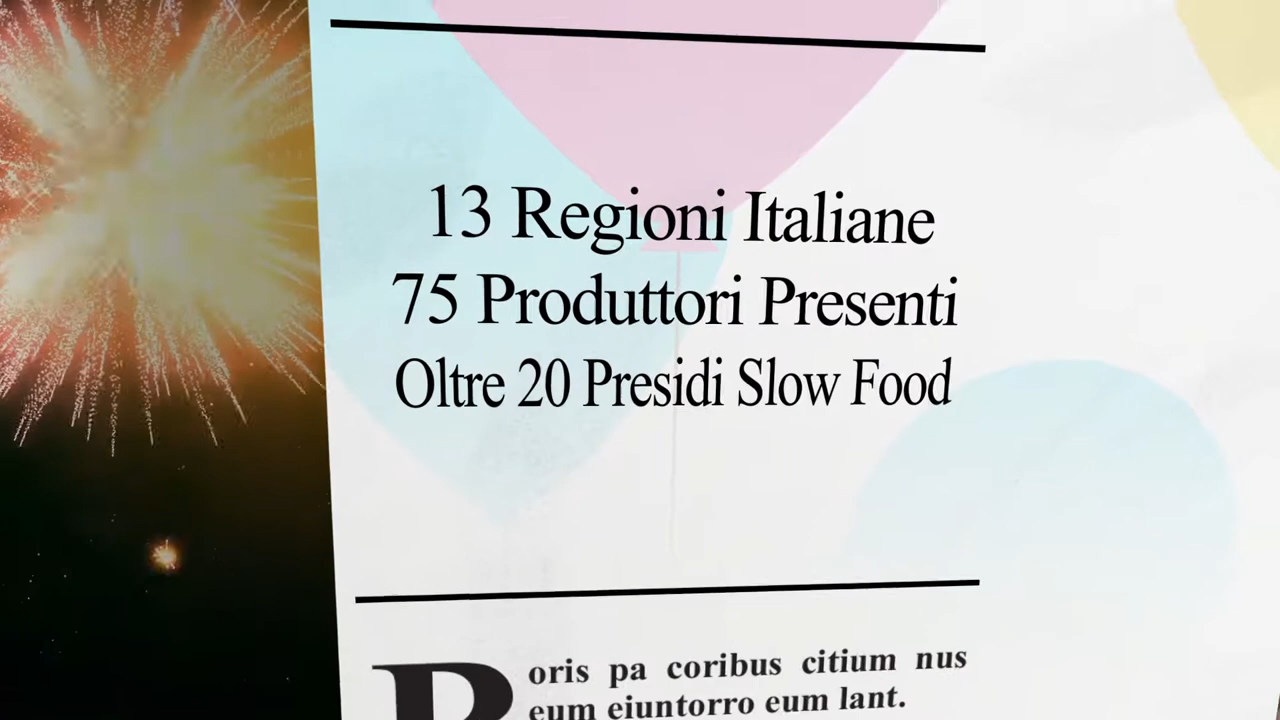 13 Regioni Italiane
75 Produttori Presenti
Oltre 20 Presidi Slow Food
Poris pa coribus citium nus
eum eiuntorro eum lant.